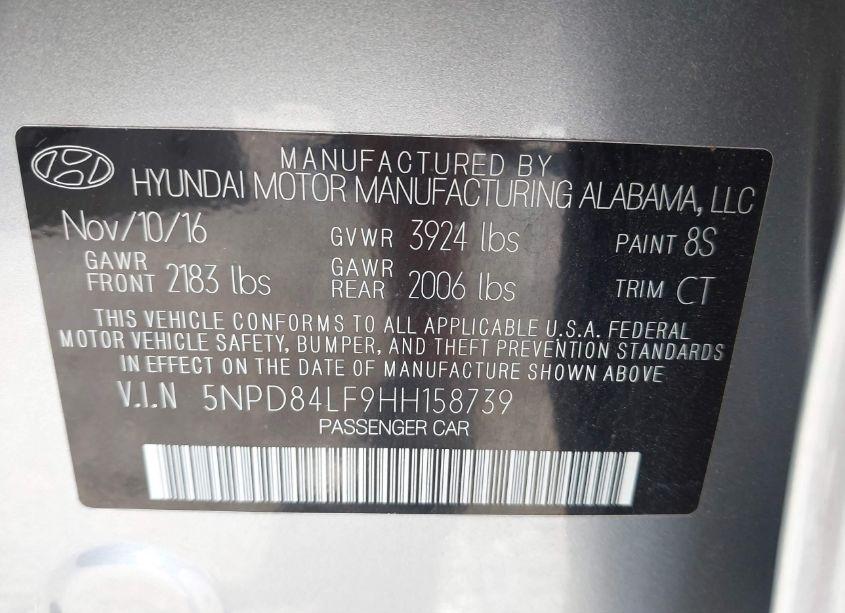 MANUFACTURED BY
HYUNDAI MOTOR MANUFACTURING ALABAMA, LLC
Nov/10/16 GVWR 3924 lbs PAINT 8S
GAWR FRONT 2183 lbs GAWR REAR 2006 lbs TRIM CT
THIS VEHICLE CONFORMS TO ALL APPLICABLE U.S.A. FEDERAL
MOTOR VEHICLE SAFETY, BUMPER, AND THEFT PREVENTION STANDARDS
IN EFFECT ON THE DATE OF MANUFACTURE SHOWN ABOVE
V.I.N 5NPD84LF9HH158739
PASSENGER CAR